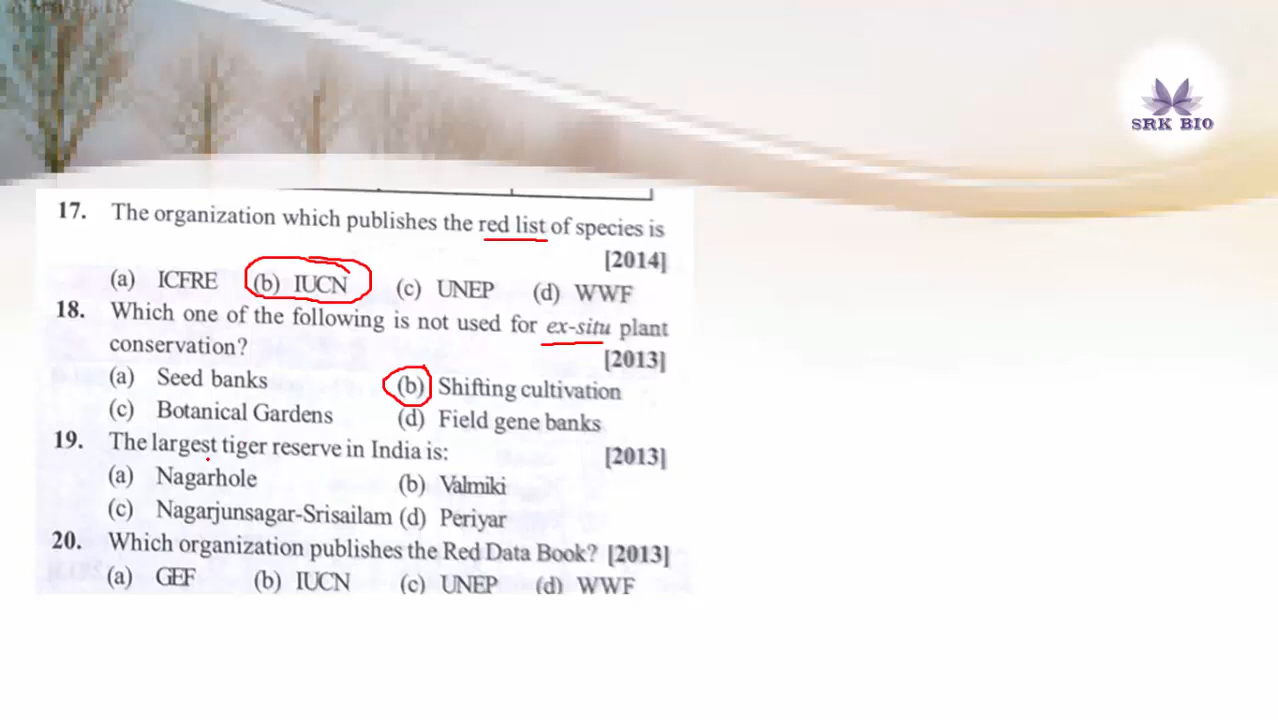 SRK BIO
17. The organization which publishes the red list of species is
[2014]
(a) ICFRE (b) IUCN (c) UNEP (d) WWF
18. Which one of the following is not used for ex-situ plant
conservation? [2013]
(a) Seed banks (b) Shifting cultivation
(c) Botanical Gardens (d) Field gene banks
19. The largest tiger reserve in India is: [2013]
(a) Nagarhole (b) Valmiki
(c) Nagarjunsagar-Srisailam (d) Periyar
20. Which organization publishes the Red Data Book? [2013]
(a) GEF (b) IUCN (c) UNEP (d) WWF